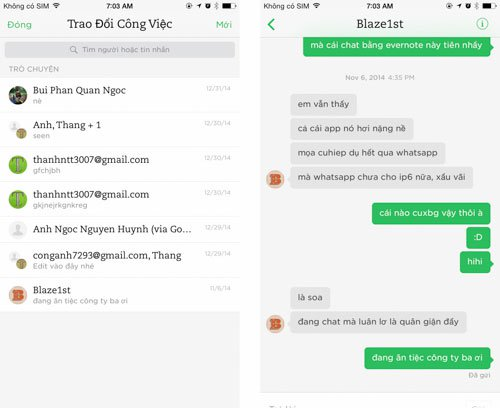 Không có SIM
7:03 AM
Đóng
Trao Đổi Công Việc
Mới
Tìm người hoặc tin nhắn
TRÒ CHUYỆN
Bui Phan Quan Ngoc
12/31/14
nè
Anh, Thang + 1
12/30/14
seen
thanhntt3007@gmail.com
12/30/14
gfchjbh
thanhntt3007@gmail.com
12/30/14
gkjnejrkgnkreg
Anh Ngoc Nguyen Huynh (via Go...
12/29/14
conganh7293@gmail.com, Thang
12/29/14
Edit vào đây nhé
Blaze1st
11/6/14
đang ăn tiệc công ty ba ơi
Không có SIM
7:03 AM
Blaze1st
mà cái chat bằng evernote này tiên nhấy
Nov 6, 2014 4:35 PM
em vẫn thấy
cả cái app nó hơi nặng nề
mọa cuhiep dụ hết qua whatsapp
mà whatsapp chưa cho ip6 nữa, xấu vãi
cái nào cuxbg vậy thôi à
:D
hihi
là soa
đang chat mà luân lơ là quân giận đấy
đang ăn tiệc công ty ba ơi
Đã gửi